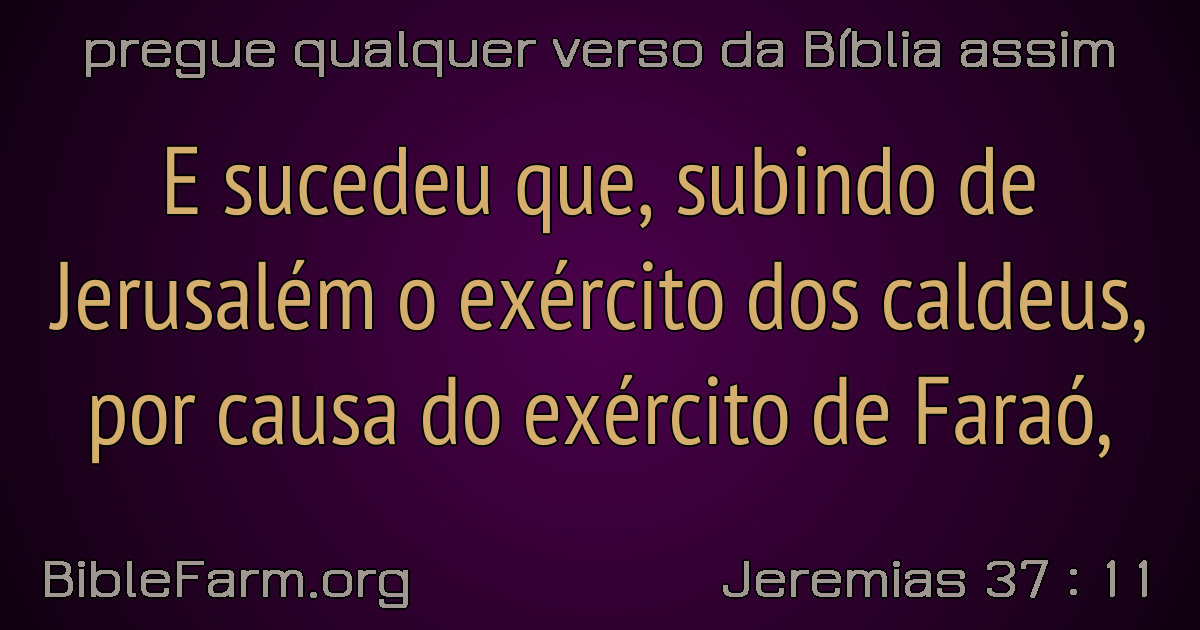 pregue qualquer verso da Bíblia assim
E sucedeu que, subindo de
Jerusalém o exército dos caldeus,
por causa do exército de Faraó,
BibleFarm.org
Jeremias 37 : 11